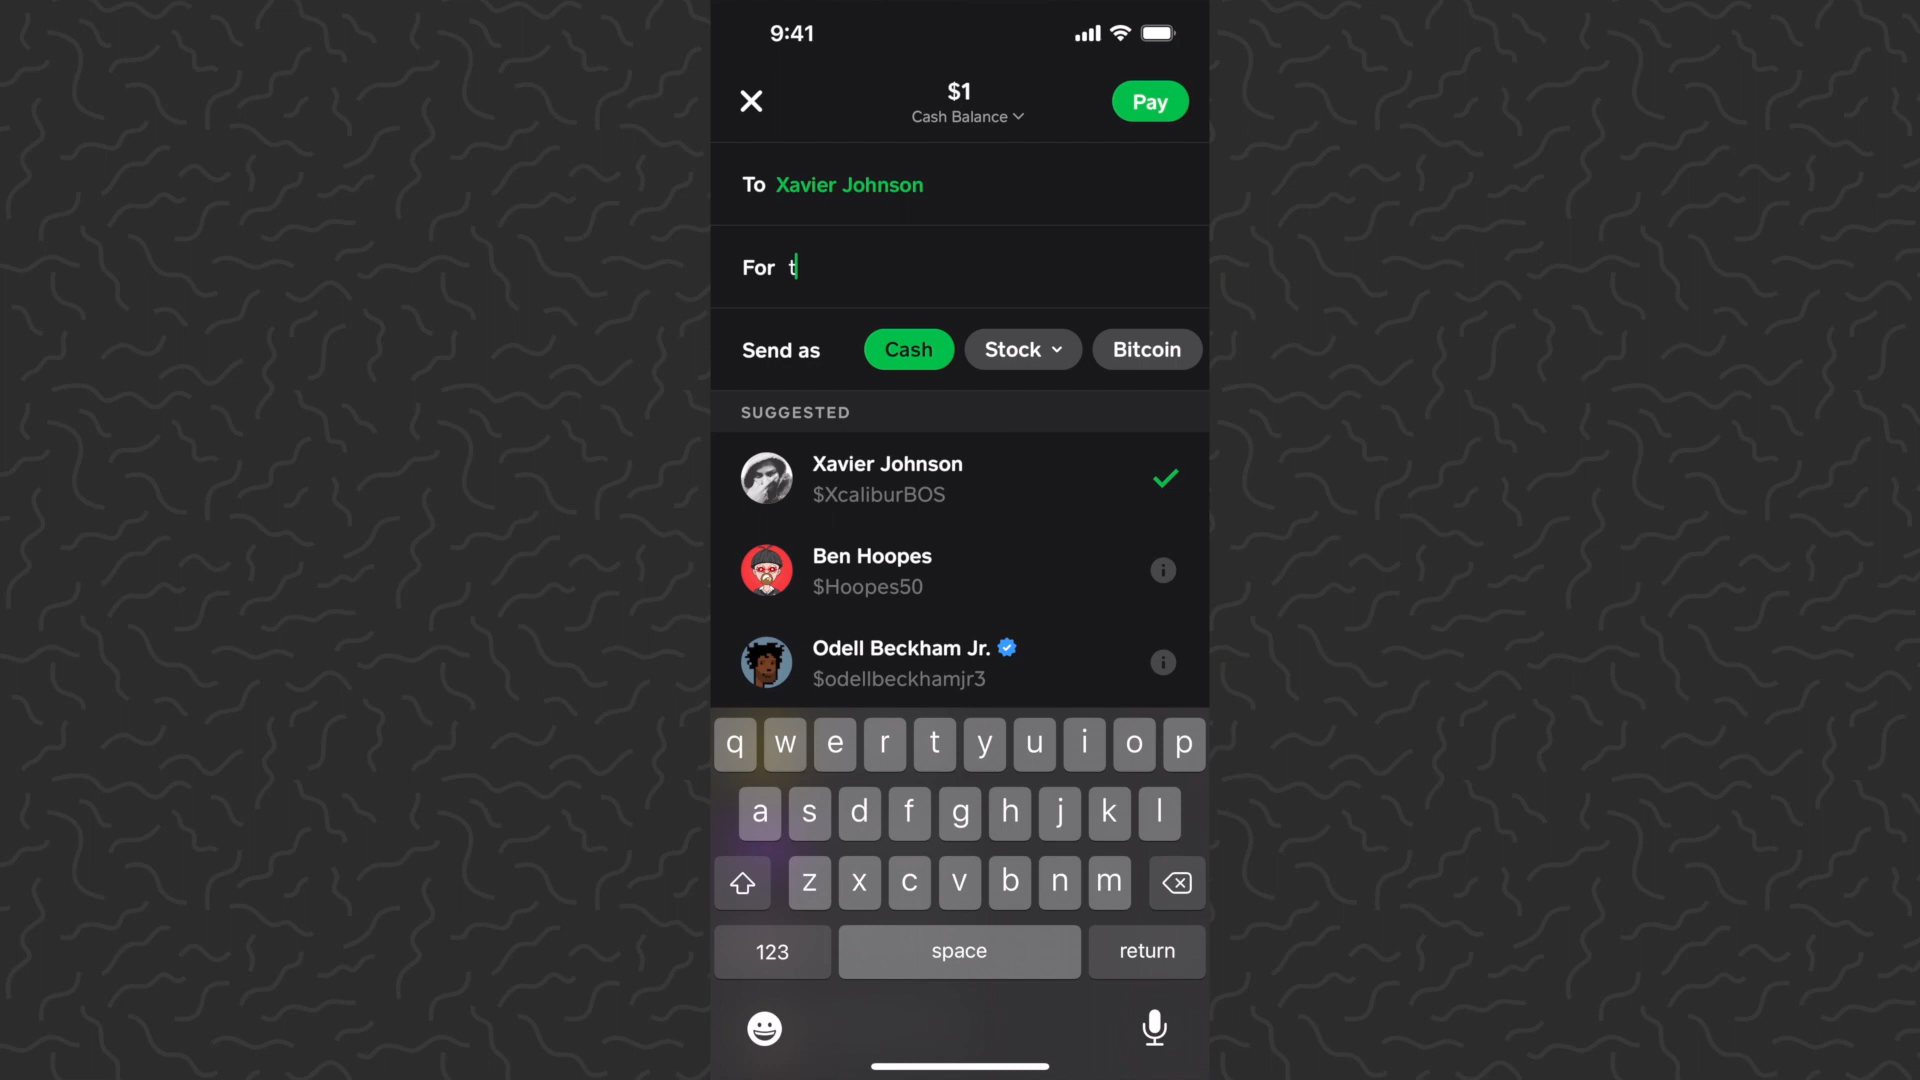 9:41
$1
Cash Balance
Pay
To Xavier Johnson
For t
Send as Cash Stock Bitcoin
SUGGESTED
Xavier Johnson
$XcaliburBOS
Ben Hoopes
$Hoopes50
Odell Beckham Jr.
$odellbeckhamjr3
q w e r t y u i o p
a s d f g h j k l
z x c v b n m
123 space return